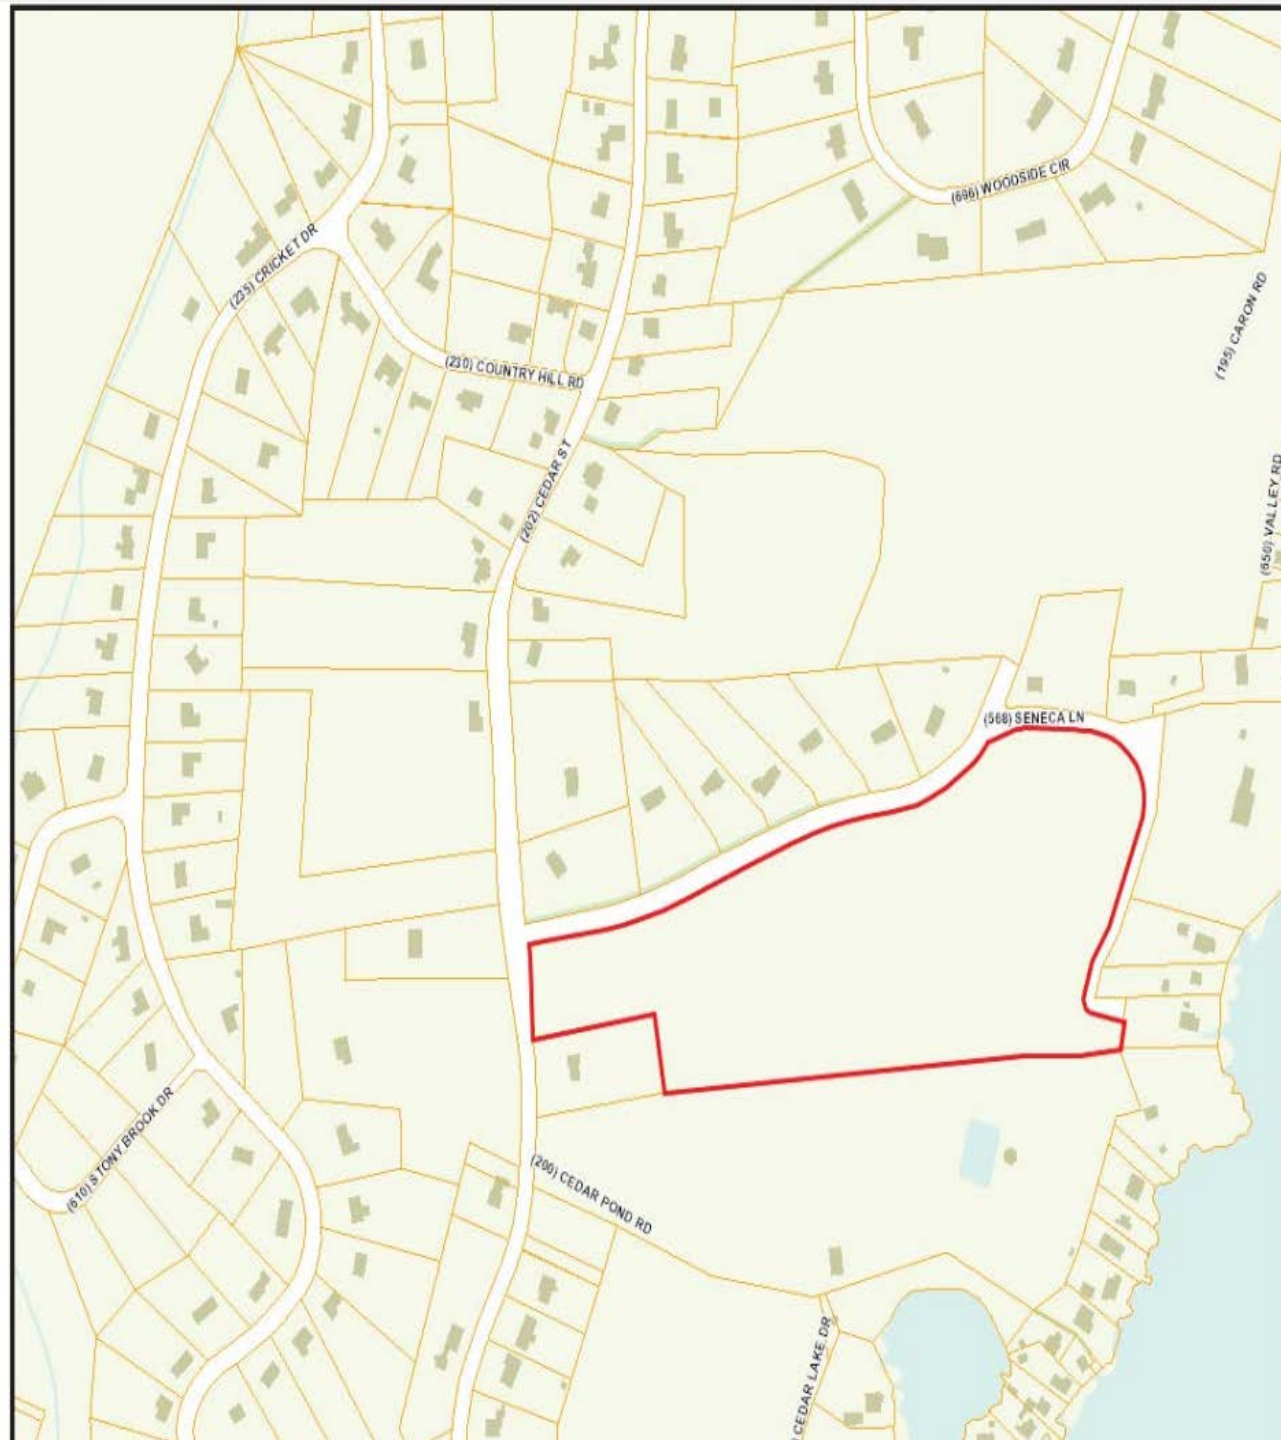 (696) WOODSIDE CIR
(235) CRICKET DR
(195) CARON RD
(230) COUNTRY HILL RD
(202) CEDAR ST
(650) VALLEY RD
(568) SENECA LN
(610) STONY BROOK DR
(200) CEDAR POND RD
CEDAR LAKE DR